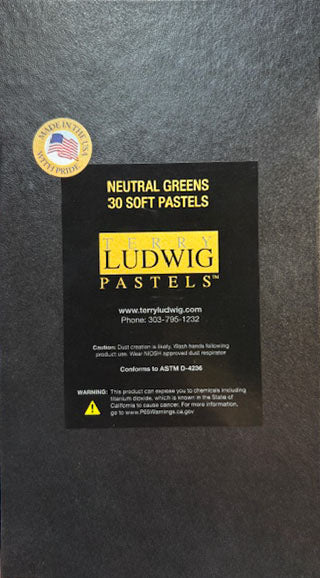 MADE IN THE USA
WITH PRIDE
NEUTRAL GREENS
30 SOFT PASTELS
TERRY
LUDWIG
PASTELS™
www.terryludwig.com
Phone: 303-795-1232
Caution: Dust creation is likely. Wash hands following
product use. Wear NIOSH approved dust respirator
Conforms to ASTM D-4236
WARNING: This product can expose you to chemicals including
titanium dioxide, which is known in the State of
California to cause cancer. For more information,
go to www.P65Warnings.ca.gov